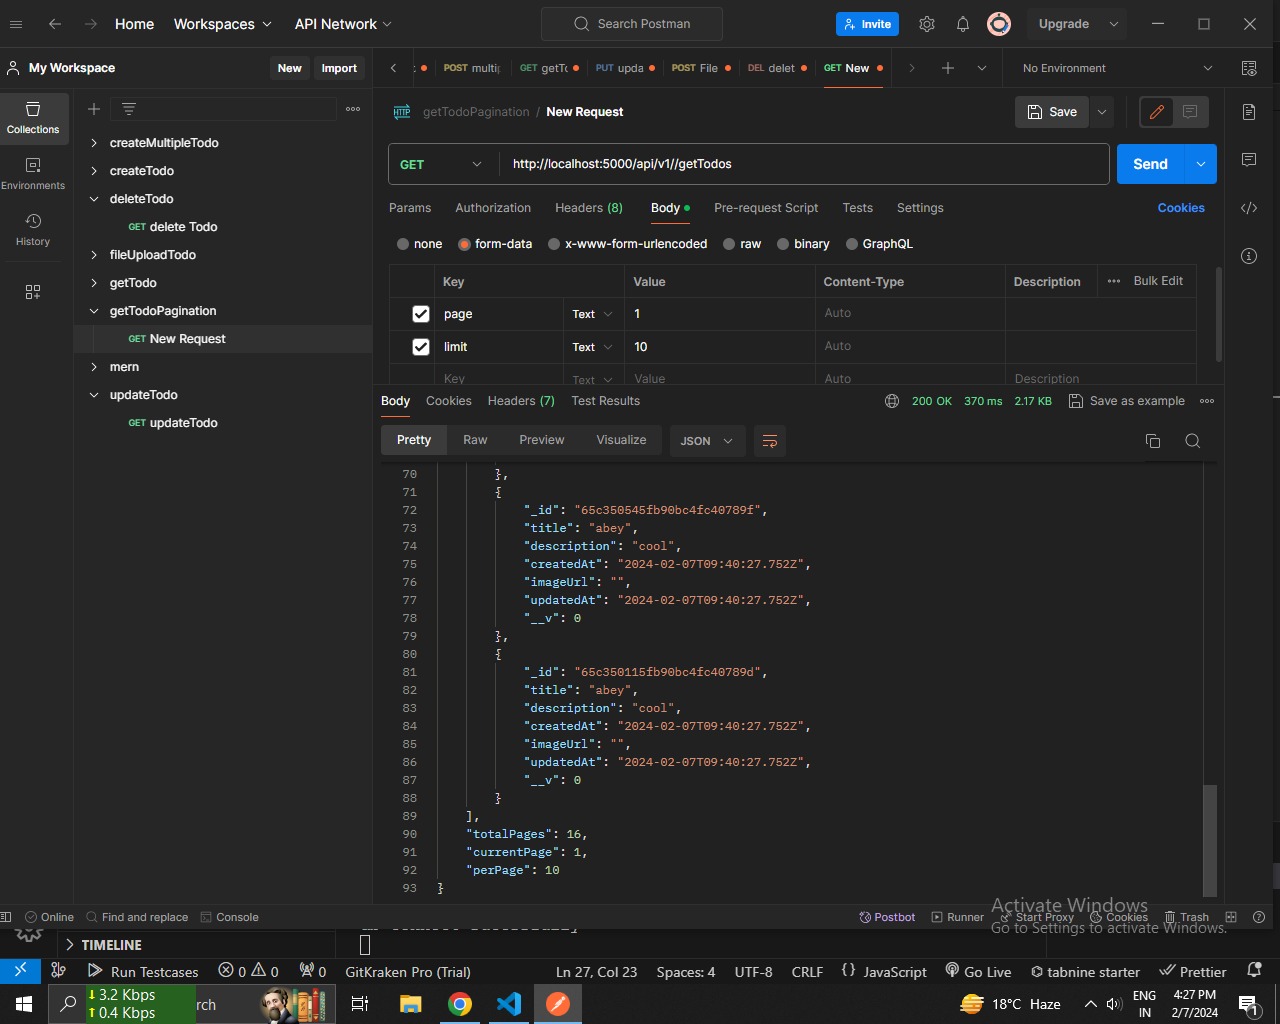 Home Workspaces API Network Search Postman Invite Upgrade
My Workspace New Import POST GET PUT POST File DEL delet GET New No Environment
getTodoPagination / New Request Save
Collections
Environments
History
createMultipleTodo
createTodo
deleteTodo
GET delete Todo
fileUploadTodo
getTodo
getTodoPagination
GET New Request
mern
updateTodo
GET updateTodo
GET http://localhost:5000/api/v1//getTodos Send
Params Authorization Headers (8) Body Pre-request Script Tests Settings Cookies
none form-data x-www-form-urlencoded raw binary GraphQL
Key Value Content-Type Description Bulk Edit
page Text 1 Auto
limit Text 10 Auto
Key Text Value Auto Description
Body Cookies Headers (7) Test Results 200 OK 370 ms 2.17 KB Save as example
Pretty Raw Preview Visualize JSON
70 },
71 {
72 "_id": "65c350545fb90bc4fc40789f",
73 "title": "abey",
74 "description": "cool",
75 "createdAt": "2024-02-07T09:40:27.752Z",
76 "imageUrl": "",
77 "updatedAt": "2024-02-07T09:40:27.752Z",
78 "__v": 0
79 },
80 {
81 "_id": "65c350115fb90bc4fc40789d",
82 "title": "abey",
83 "description": "cool",
84 "createdAt": "2024-02-07T09:40:27.752Z",
85 "imageUrl": "",
86 "updatedAt": "2024-02-07T09:40:27.752Z",
87 "__v": 0
88 }
89 ],
90 "totalPages": 16,
91 "currentPage": 1,
92 "perPage": 10
93 }
Activate Windows
Go to Settings to activate Windows.
Online Find and replace Console Postbot Runner Start Proxy Cookies Trash
TIMELINE
Run Testcases 0 0 0 GitKraken Pro (Trial) Ln 27, Col 23 Spaces: 4 UTF-8 CRLF {} JavaScript Go Live tabnine starter Prettier
3.2 Kbps
0.4 Kbps
rch
18°C Haze
ENG
IN
4:27 PM
2/7/2024
1